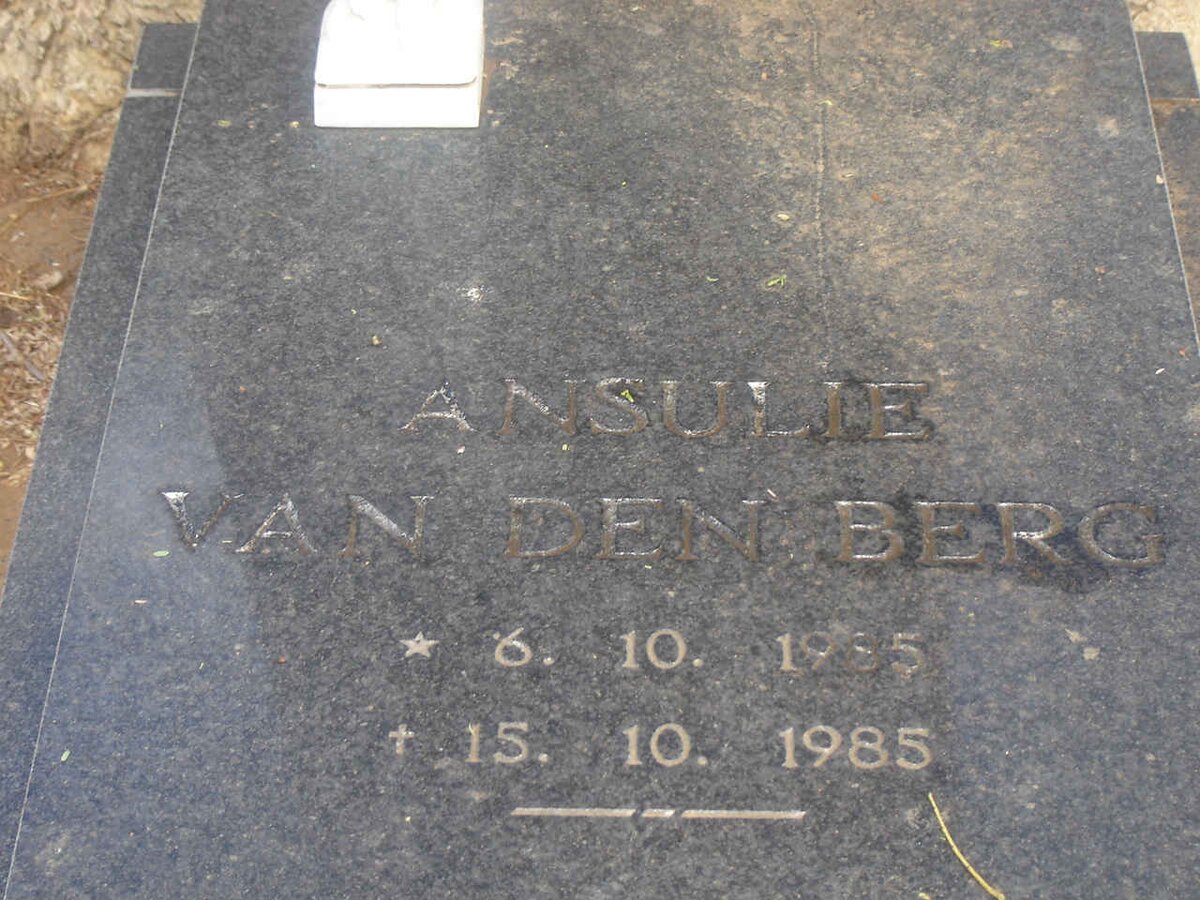 ANSULIE
VAN DEN BERG
★ 6. 10. 1985
✝ 15. 10. 1985